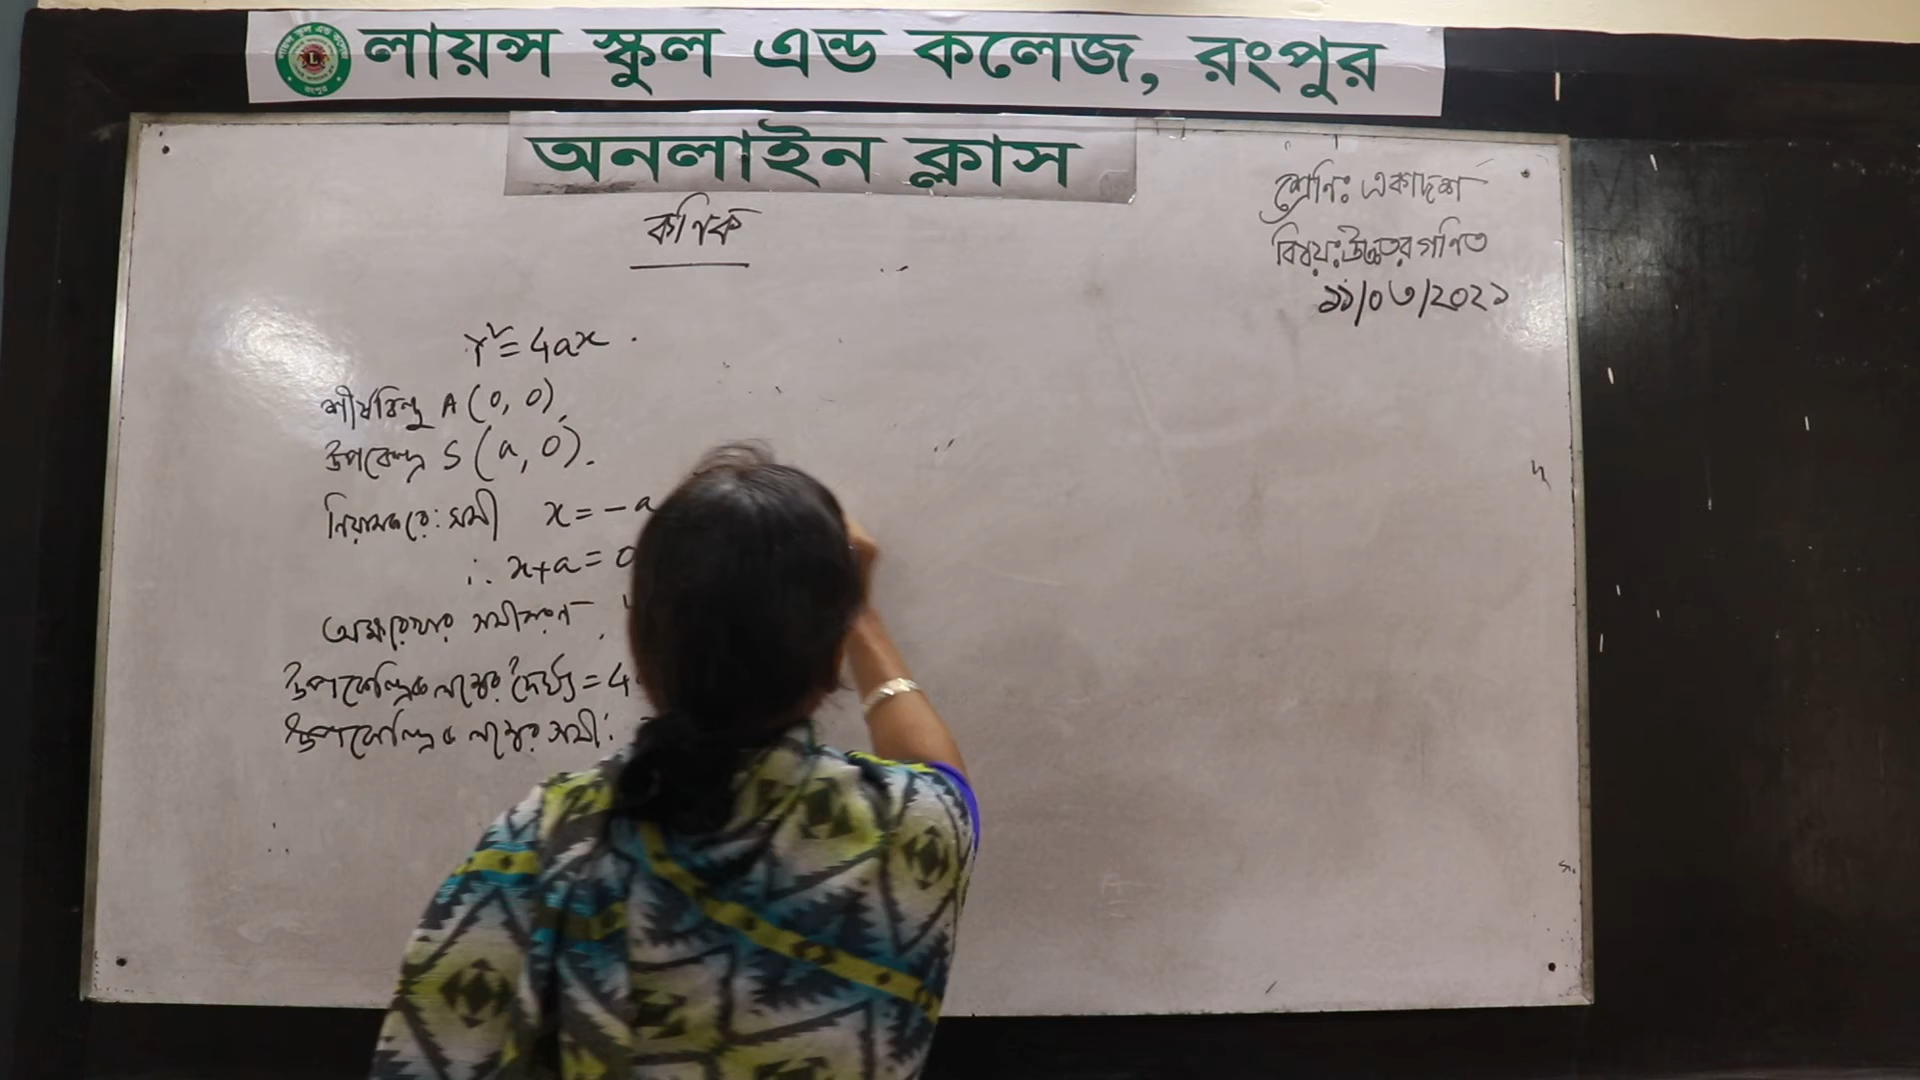 লায়ন্স স্কুল এন্ড কলেজ, রংপুর
অনলাইন ক্লাস
শ্রেণিঃ একাদশ
বিষয়ঃ উচ্চতর গণিত
১১/০৩/২০২১
কণিক
Y²= 4ax .
শীর্ষবিন্দু A (0, 0),
উপকেন্দ্র S (a, 0).
নিয়ামকরে: সমী x = -a
∴ x+a = 0
অক্ষরেখার সমীকরণ
উপকেন্দ্রিক লম্বের দৈর্ঘ্য = 4
উপকেন্দ্রিক লম্বের সমী: